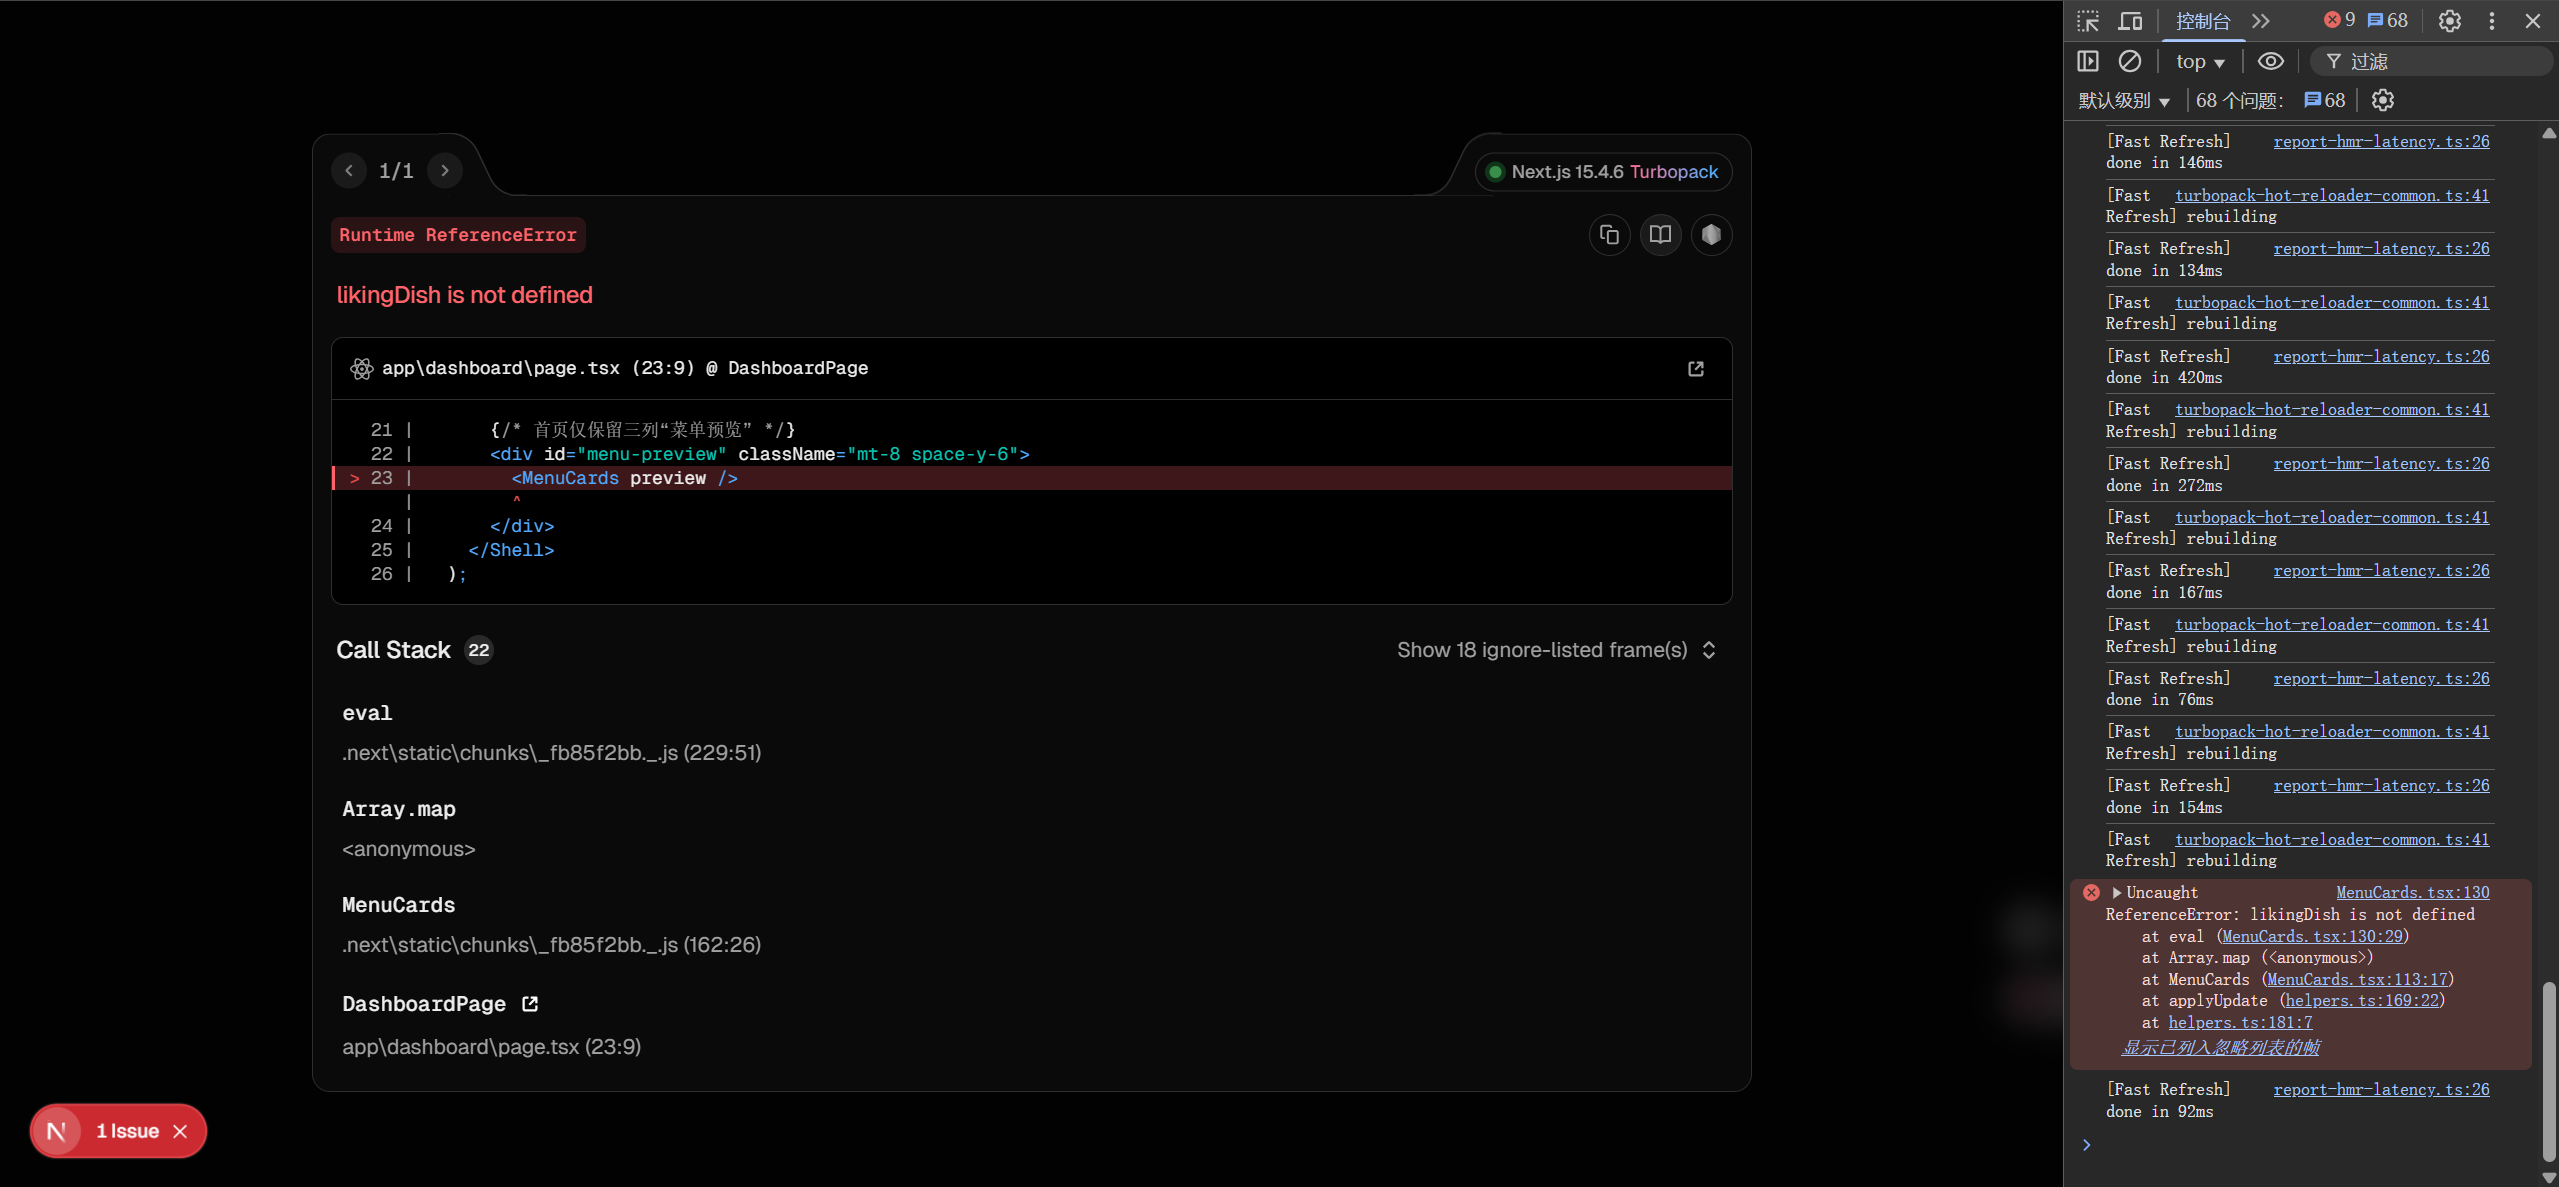 1/1
Next.js 15.4.6 Turbopack
Runtime ReferenceError
likingDish is not defined
app\dashboard\page.tsx (23:9) @ DashboardPage
21 | {/* 首页仅保留三列“菜单预览” */}
22 | <div id="menu-preview" className="mt-8 space-y-6">
> 23 | <MenuCards preview />
| ^
24 | </div>
25 | </Shell>
26 | );
Call Stack 22
Show 18 ignore-listed frame(s)
eval
.next\static\chunks\_fb85f2bb._.js (229:51)
Array.map
<anonymous>
MenuCards
.next\static\chunks\_fb85f2bb._.js (162:26)
DashboardPage
app\dashboard\page.tsx (23:9)
N 1 Issue
控制台 9 68
top 过滤
默认级别 68 个问题: 68
[Fast Refresh] report-hmr-latency.ts:26
done in 146ms
[Fast turbopack-hot-reloader-common.ts:41
Refresh] rebuilding
[Fast Refresh] report-hmr-latency.ts:26
done in 134ms
[Fast turbopack-hot-reloader-common.ts:41
Refresh] rebuilding
[Fast Refresh] report-hmr-latency.ts:26
done in 420ms
[Fast turbopack-hot-reloader-common.ts:41
Refresh] rebuilding
[Fast Refresh] report-hmr-latency.ts:26
done in 272ms
[Fast turbopack-hot-reloader-common.ts:41
Refresh] rebuilding
[Fast Refresh] report-hmr-latency.ts:26
done in 167ms
[Fast turbopack-hot-reloader-common.ts:41
Refresh] rebuilding
[Fast Refresh] report-hmr-latency.ts:26
done in 76ms
[Fast turbopack-hot-reloader-common.ts:41
Refresh] rebuilding
[Fast Refresh] report-hmr-latency.ts:26
done in 154ms
[Fast turbopack-hot-reloader-common.ts:41
Refresh] rebuilding
Uncaught MenuCards.tsx:130
ReferenceError: likingDish is not defined
at eval (MenuCards.tsx:130:29)
at Array.map (<anonymous>)
at MenuCards (MenuCards.tsx:113:17)
at applyUpdate (helpers.ts:169:22)
at helpers.ts:181:7
显示已列入忽略列表的帧
[Fast Refresh] report-hmr-latency.ts:26
done in 92ms